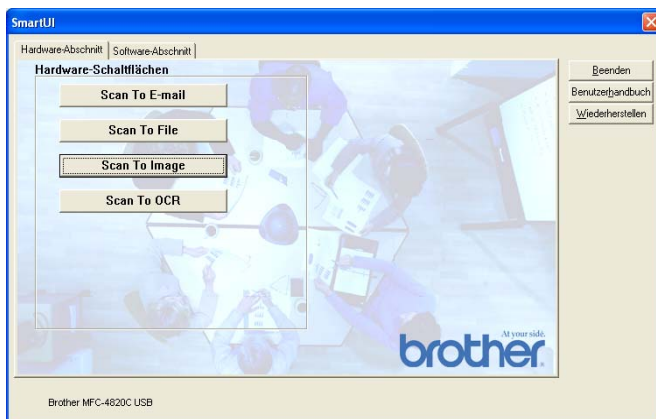 SmartUI
Hardware-Abschnitt
Software-Abschnitt
Hardware-Schaltflächen
Scan To E-mail
Scan To File
Scan To Image
Scan To OCR
Beenden
Benutzerhandbuch
Wiederherstellen
At your side.
brother
Brother MFC-4820C USB